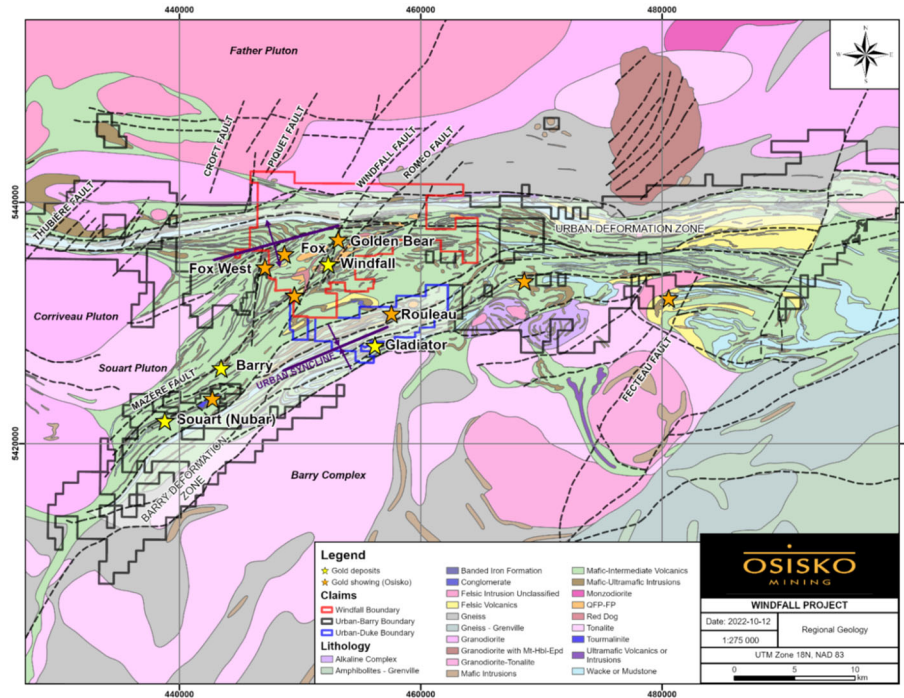 440000
460000
480000
Father Pluton
N
W
E
S
CROFT FAULT
PIQUET FAULT
WINDFALL FAULT
ROMEO FAULT
THUBIÈRE FAULT
5440000
URBAN DEFORMATION ZONE
Golden Bear
Fox
Windfall
Fox West
Corriveau Pluton
Rouleau
Gladiator
URBAN SYNCLINE
Souart Pluton
Barry
MAZÈRE FAULT
FECTEAU FAULT
Souart (Nubar)
5420000
BARRY DEFORMATION
ZONE
Barry Complex
Legend
Gold deposits
Gold showing (Osisko)
Claims
Windfall Boundary
Urban-Barry Boundary
Urban-Duke Boundary
Lithology
Alkaline Complex
Amphibolites - Grenville
Banded Iron Formation
Conglomerate
Felsic Intrusion Unclassified
Felsic Volcanics
Gneiss
Gneiss - Grenville
Granodiorite
Granodiorite with Mt-Hbl-Epd
Granodiorite-Tonalite
Mafic Intrusions
Mafic-Intermediate Volcanics
Mafic-Ultramafic Intrusions
Monzodiorite
QFP-FP
Red Dog
Tonalite
Tourmalinite
Ultramafic Volcanics or
Intrusions
Wacke or Mudstone
OSISKO
MINING
WINDFALL PROJECT
Date: 2022-10-12
Regional Geology
1:275 000
UTM Zone 18N, NAD 83
0
5
10
km
440000
460000
480000